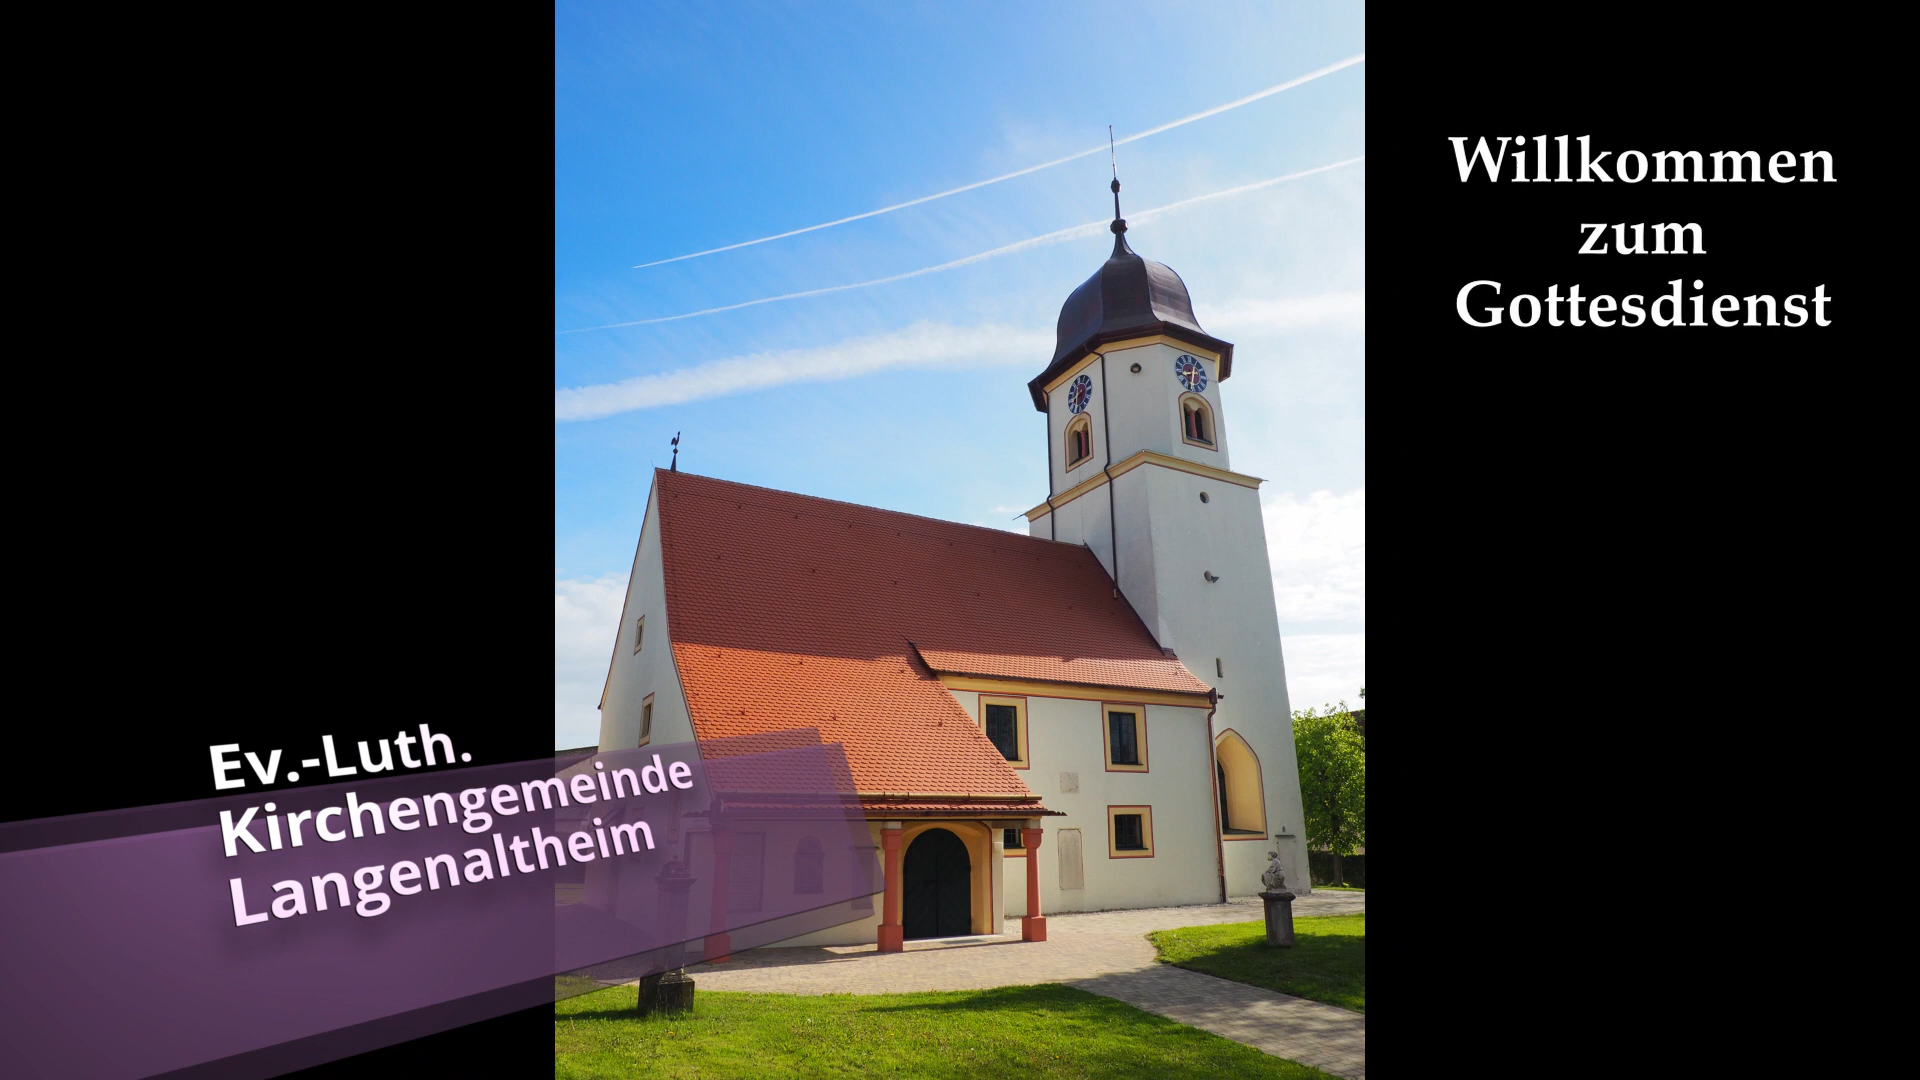 Willkommen
zum
Gottesdienst
Ev.-Luth.
Kirchengemeinde
Langenaltheim